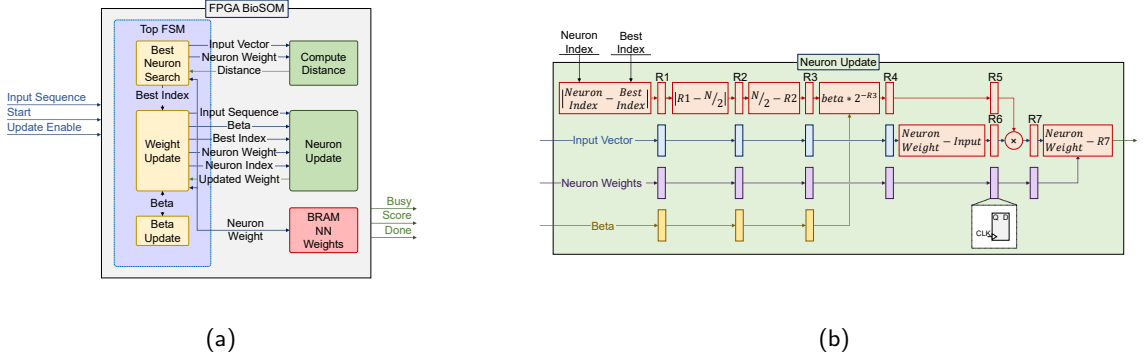 FPGA BioSOM
Top FSM
Best
Neuron
Search
Input Vector
Neuron Weight
Distance
Compute
Distance
Best Index
Input Sequence
Start
Update Enable
Weight
Update
Input Sequence
Beta
Best Index
Neuron Weight
Neuron Index
Updated Weight
Neuron
Update
Beta
Beta
Update
Neuron
Weight
BRAM
NN
Weights
Busy
Score
Done
(a)
Neuron
Index
Best
Index
Neuron Update
|Neuron Index − Best Index|
R1
|R1 − N/2|
R2
N/2 − R2
R3
beta * 2^−R3
R4
R5
Input Vector
Neuron Weight − Input
R6
×
R7
Neuron Weight − R7
Neuron Weights
Beta
Q D
CLK
(b)